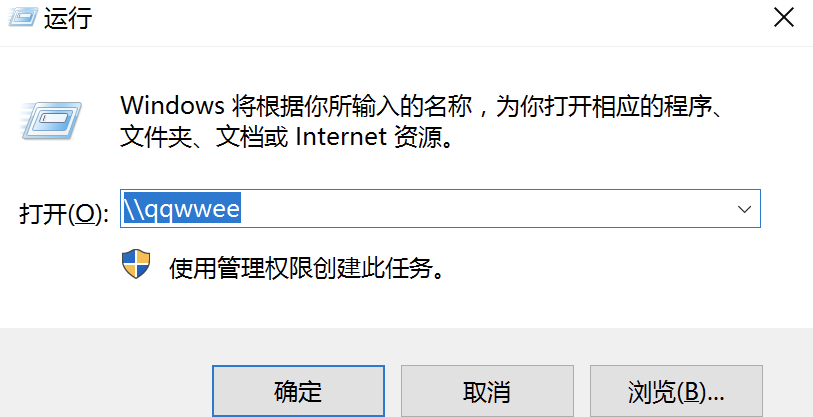 运行
Windows 将根据你所输入的名称，为你打开相应的程序、
文件夹、文档或 Internet 资源。
打开(O): \\qqwwee
使用管理权限创建此任务。
确定 取消 浏览(B)...